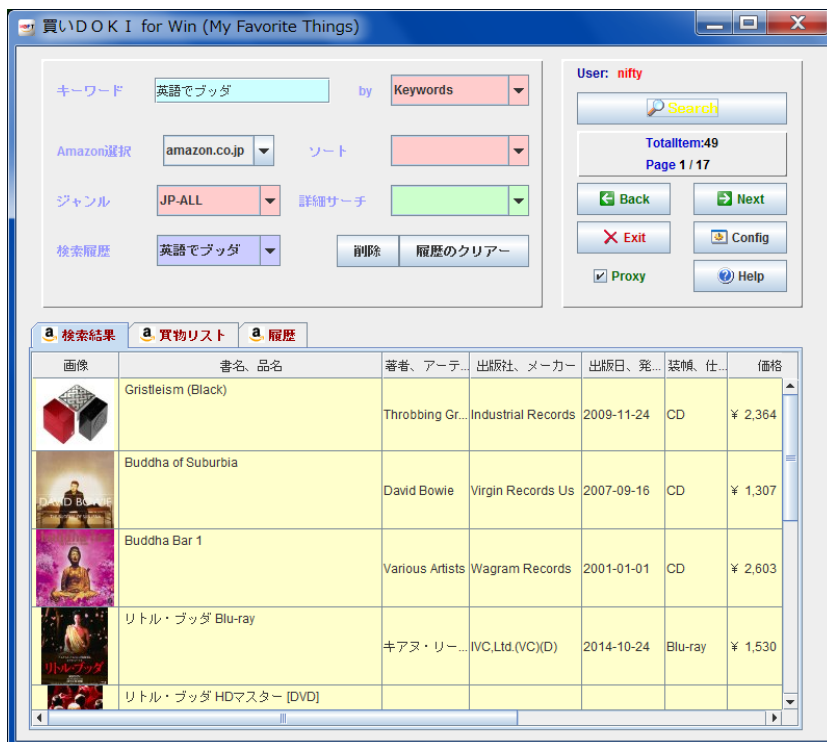 買いＤＯＫＩ for Win (My Favorite Things)
キーワード 英語でブッダ by Keywords
Amazon選択 amazon.co.jp ソート
ジャンル JP-ALL 詳細サーチ
検索履歴 英語でブッダ 削除 履歴のクリアー
User: nifty
Search
TotalItem:49
Page 1 / 17
Back Next
Exit Config
Proxy Help
検索結果 買物リスト 履歴
画像 書名、品名 著者、アーテ... 出版社、メーカー 出版日、発... 装幀、仕... 価格
Gristleism (Black) Throbbing Gr... Industrial Records 2009-11-24 CD ¥ 2,364
Buddha of Suburbia David Bowie Virgin Records Us 2007-09-16 CD ¥ 1,307
DAVID BOWIE
Buddha Bar 1 Various Artists Wagram Records 2001-01-01 CD ¥ 2,603
リトル・ブッダ Blu-ray キアヌ・リー... IVC,Ltd.(VC)(D) 2014-10-24 Blu-ray ¥ 1,530
リトル・ブッダ
リトル・ブッダ HDマスター [DVD]